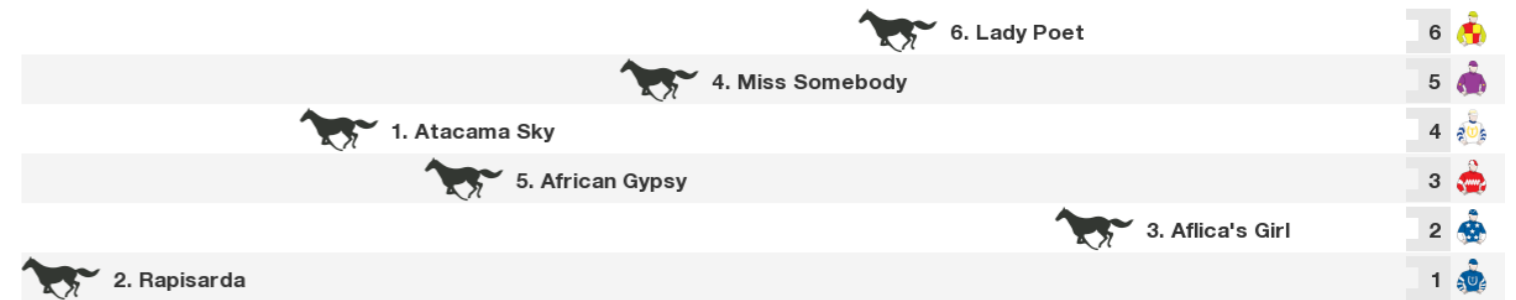 6. Lady Poet 6
4. Miss Somebody 5
1. Atacama Sky 4
5. African Gypsy 3
3. Aflica's Girl 2
2. Rapisarda 1